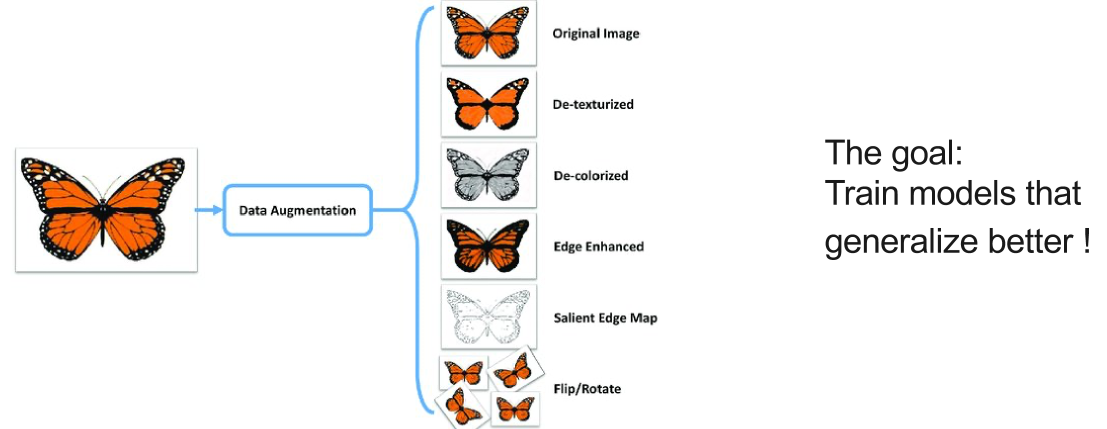 Original Image
De-texturized
De-colorized
Data Augmentation
Edge Enhanced
Salient Edge Map
Flip/Rotate
The goal:
Train models that
generalize better !